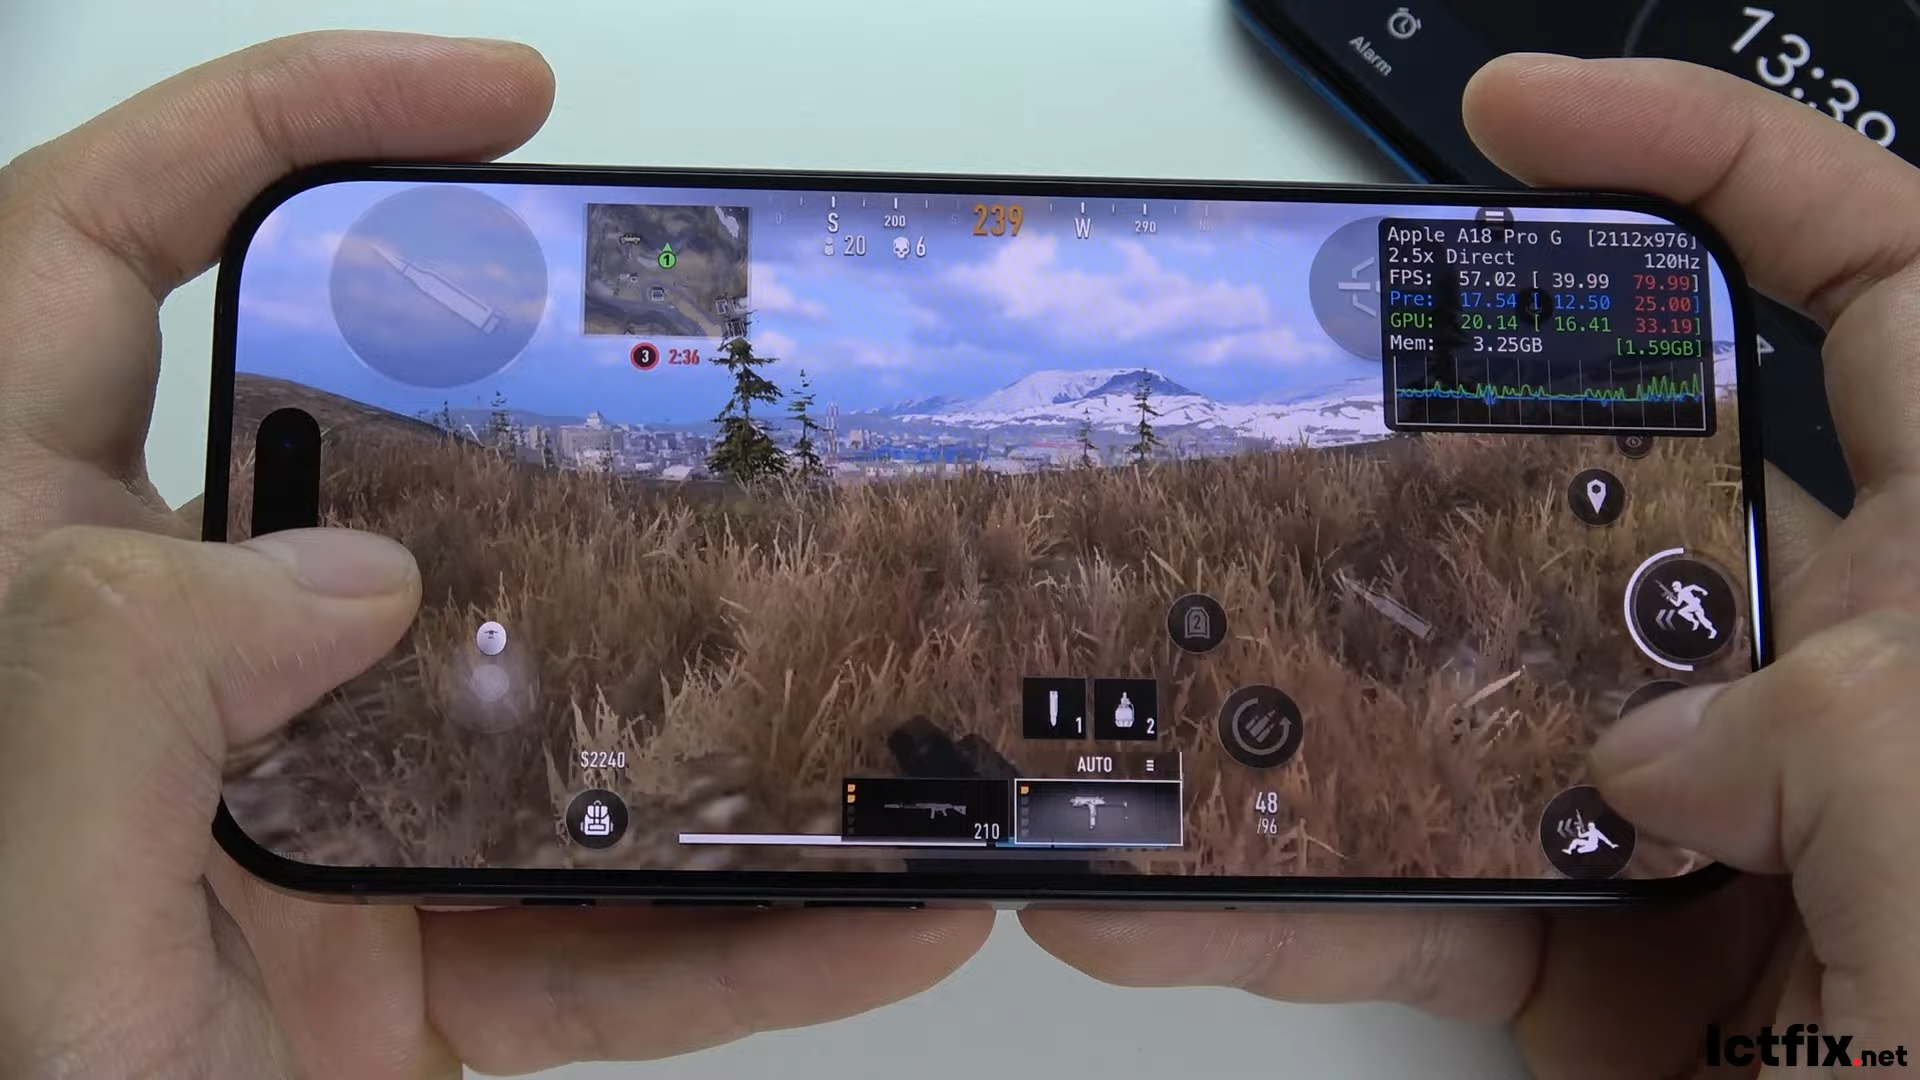 Alarm
13:39
S 200 239 W 290
20 6
Apple A18 Pro G [2112x976]
2.5x Direct 120Hz
FPS: 57.02 [ 39.99 79.99]
Pre: 17.54 [ 12.50 25.00]
GPU: 20.14 [ 16.41 33.19]
Mem: 3.25GB [1.59GB]
1
3 2:36
2
1 2
$2240
AUTO
210
48
/96
Ictfix.net